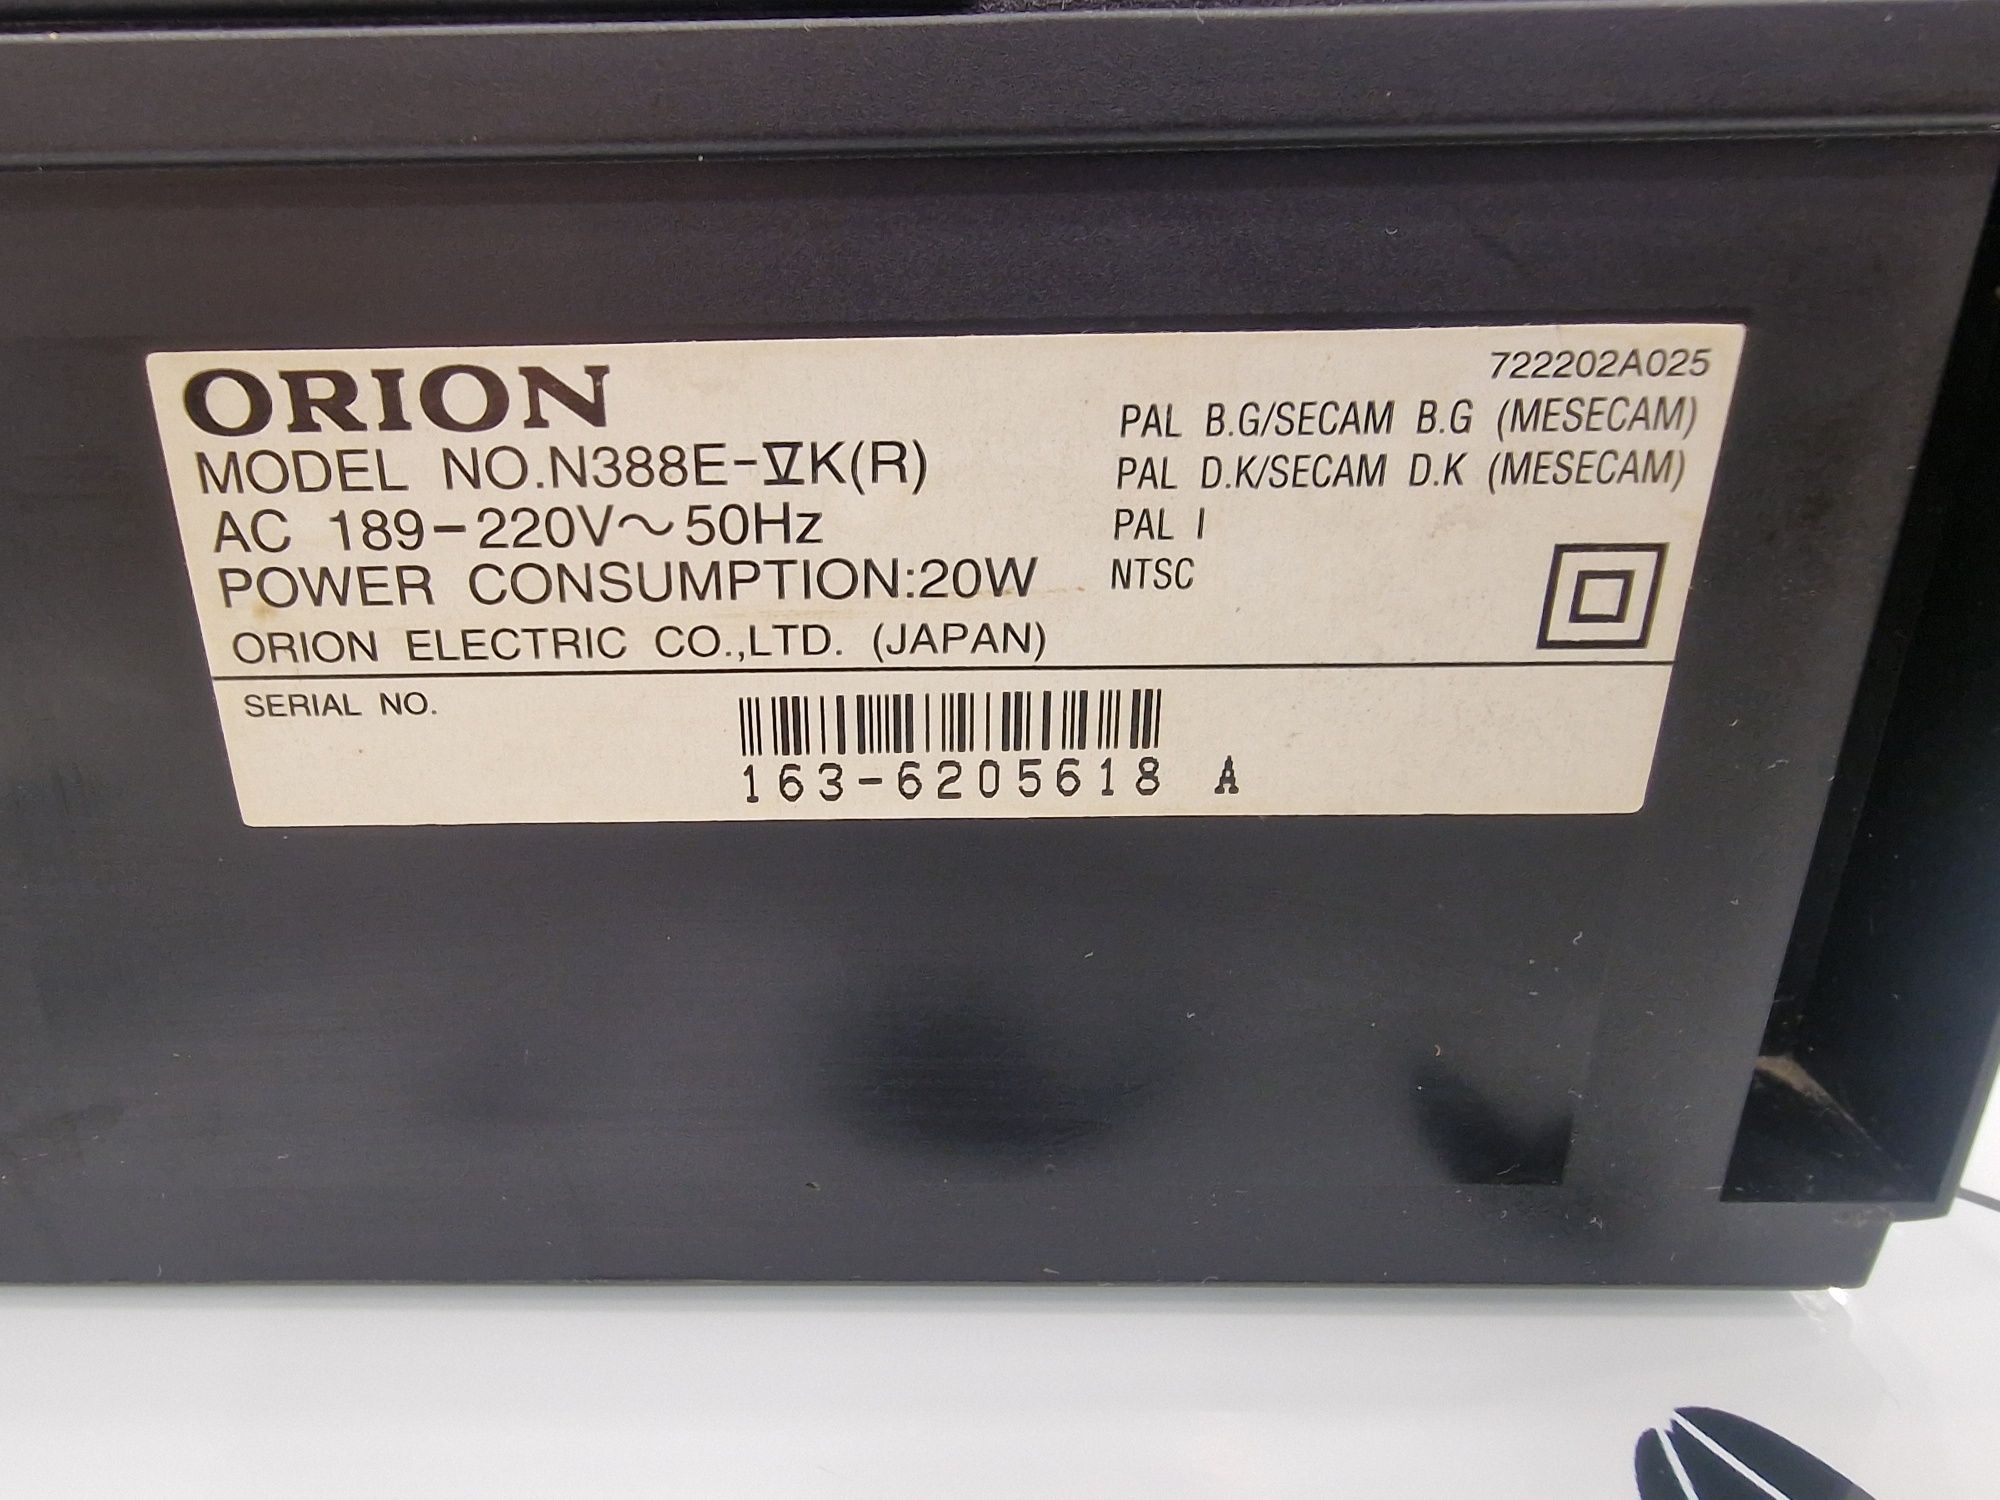 ORION
722202A025
MODEL NO.N388E-VK(R)
AC 189-220V~50Hz
POWER CONSUMPTION:20W
ORION ELECTRIC CO.,LTD. (JAPAN)
PAL B.G/SECAM B.G (MESECAM)
PAL D.K/SECAM D.K (MESECAM)
PAL I
NTSC
SERIAL NO.
163-6205618 A